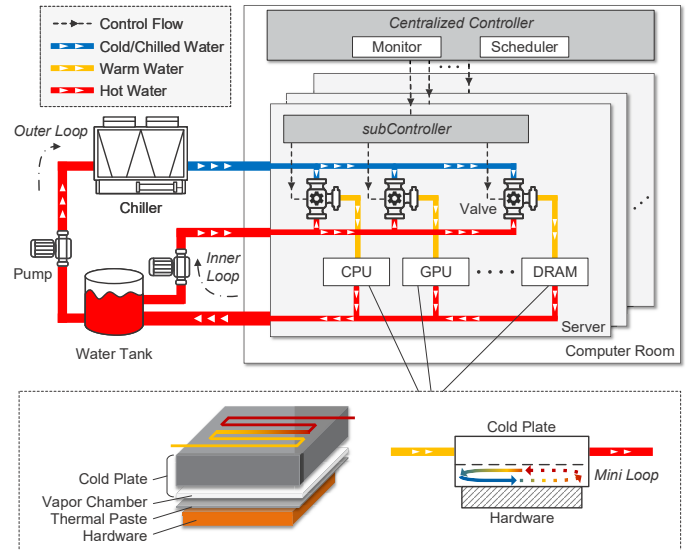 Control Flow
Cold/Chilled Water
Warm Water
Hot Water
Centralized Controller
Monitor
Scheduler
subController
Outer Loop
Chiller
Valve
Pump
Inner
Loop
CPU
GPU
DRAM
Water Tank
Server
Computer Room
Cold Plate
Vapor Chamber
Thermal Paste
Hardware
Cold Plate
Mini Loop
Hardware